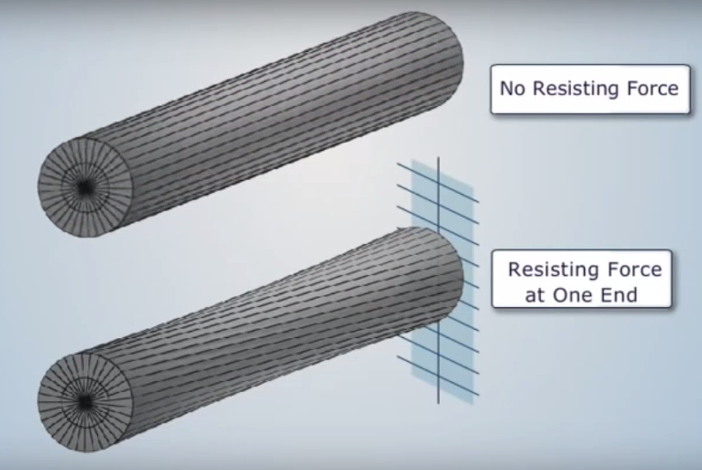 No Resisting Force
Resisting Force
at One End